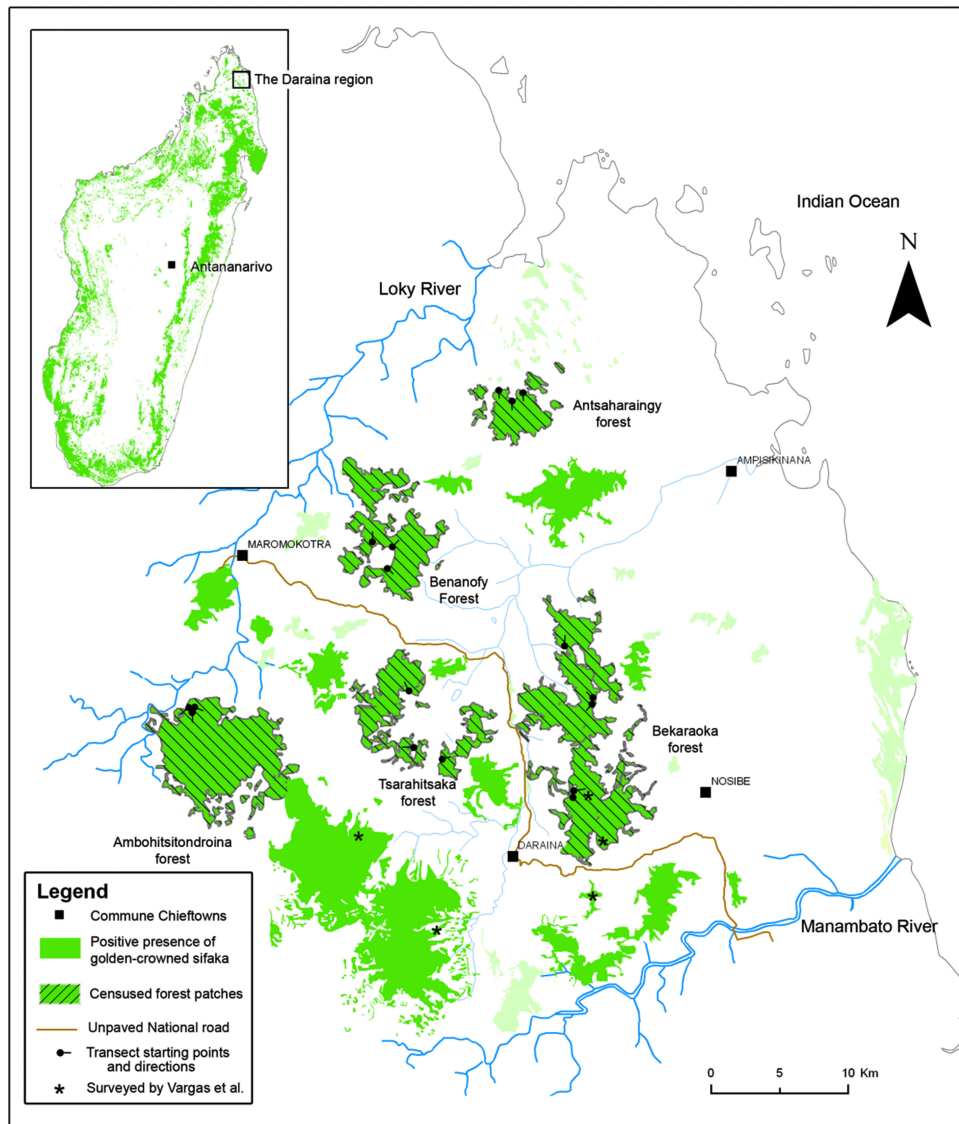 The Daraina region
Antananarivo
Indian Ocean
N
Loky River
Antsaharaingy
forest
AMPISIKINANA
MAROMOKOTRA
Benanofy
Forest
Bekaraoka
forest
Tsarahitsaka
forest
NOSIBE
Ambohitsitondroina
forest
DARAINA
Manambato River
Legend
Commune Chieftowns
Positive presence of
golden-crowned sifaka
Censused forest patches
Unpaved National road
Transect starting points
and directions
Surveyed by Vargas et al.
0 5 10 Km